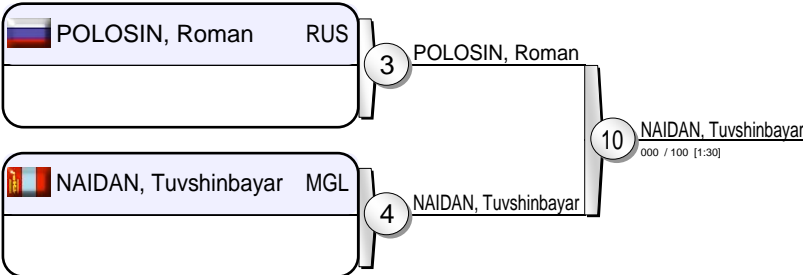 POLOSIN, Roman RUS
3
POLOSIN, Roman
10
NAIDAN, Tuvshinbayar
000 / 100 [1:30]
NAIDAN, Tuvshinbayar MGL
4
NAIDAN, Tuvshinbayar